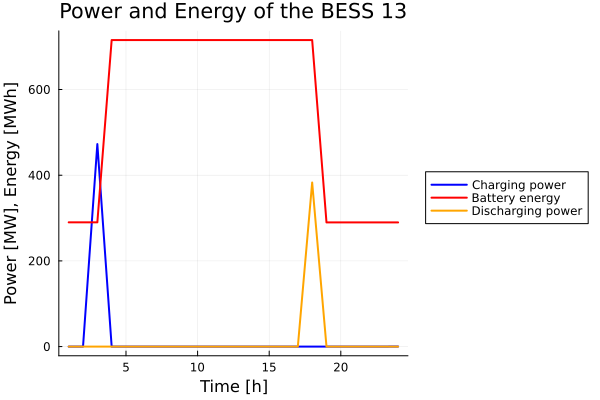 Power and Energy of the BESS 13
Power [MW], Energy [MWh]
600
400
200
0
5
10
15
20
Time [h]
Charging power
Battery energy
Discharging power